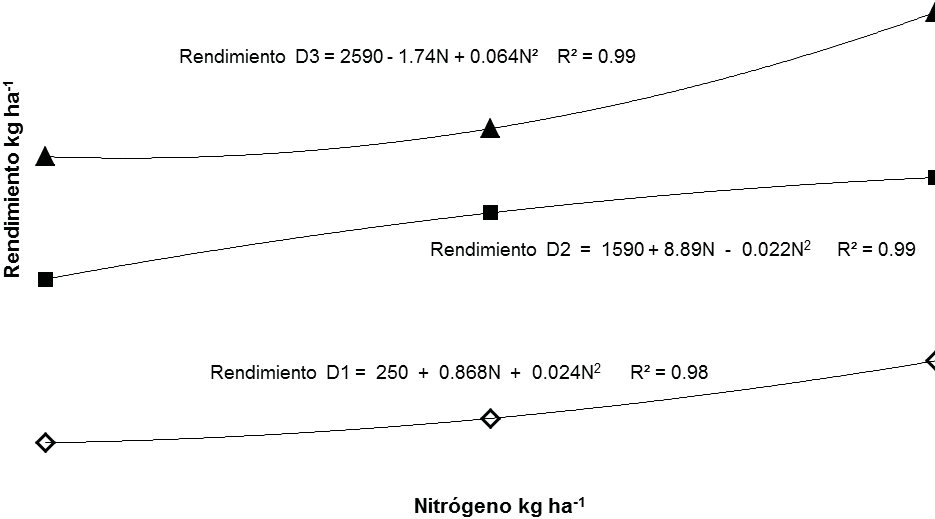 Rendimiento D3 = 2590 - 1.74N + 0.064N² R² = 0.99
Rendimiento kg ha⁻¹
Rendimiento D2 = 1590 + 8.89N - 0.022N² R² = 0.99
Rendimiento D1 = 250 + 0.868N + 0.024N² R² = 0.98
Nitrógeno kg ha⁻¹